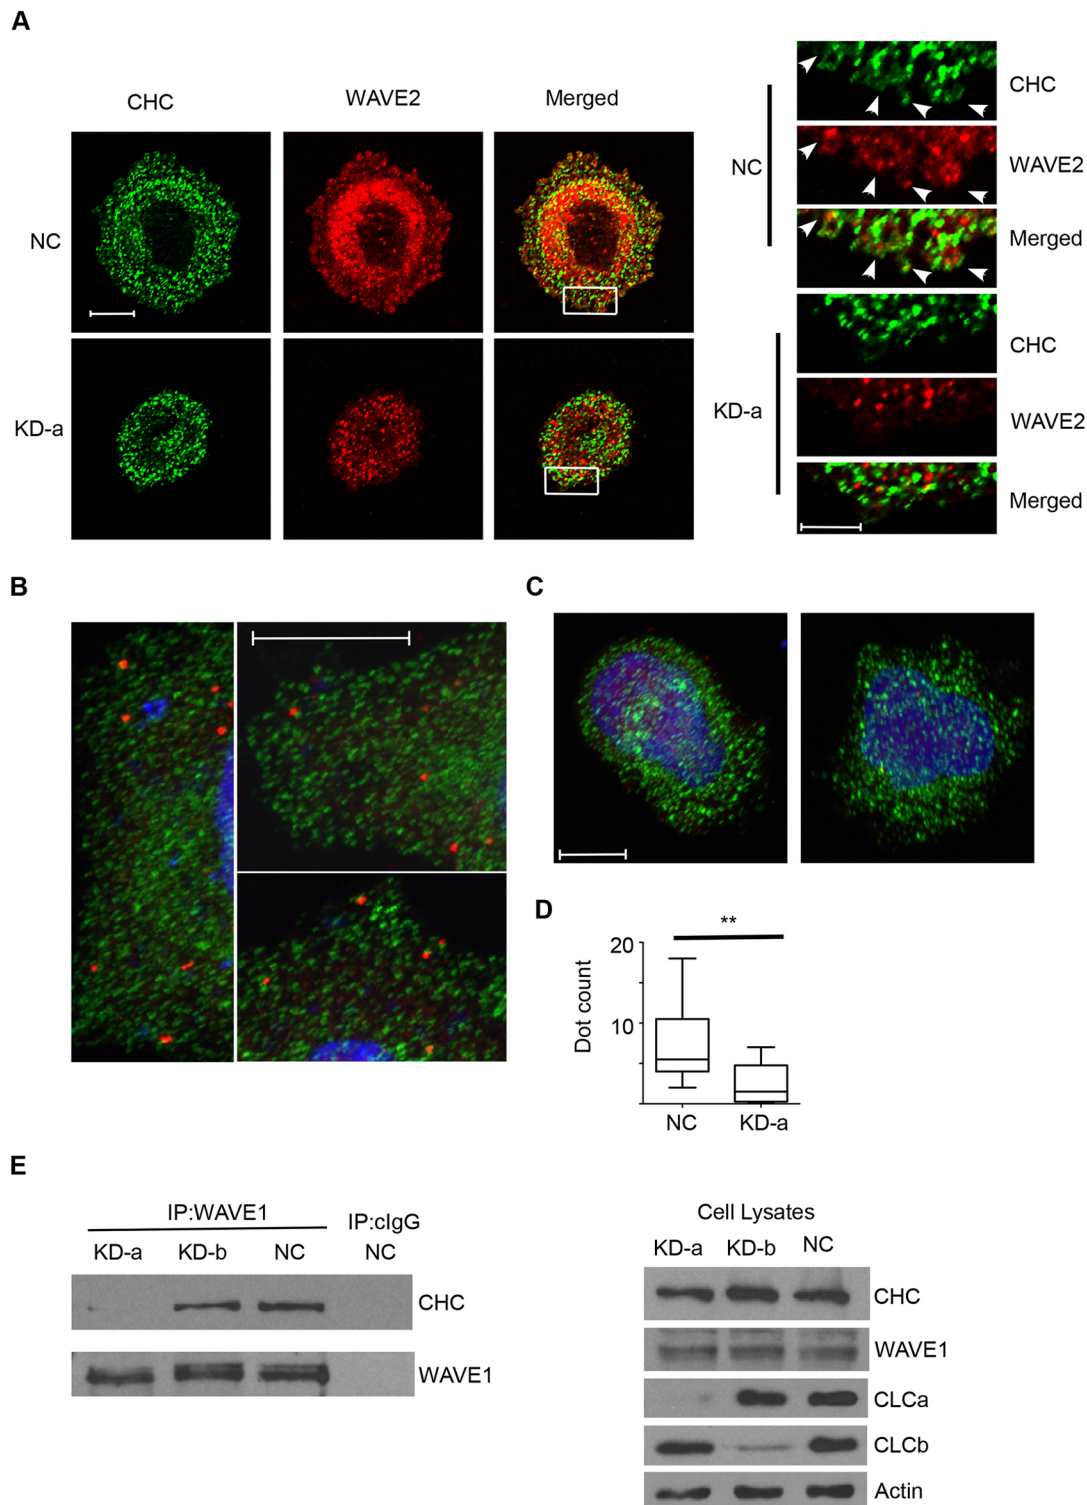 A
CHC
WAVE2
Merged
NC
KD-a
NC
CHC
WAVE2
Merged
KD-a
CHC
WAVE2
Merged
B
C
D
**
Dot count
20
10
NC
KD-a
E
IP:WAVE1
IP:cIgG
KD-a
KD-b
NC
NC
CHC
WAVE1
Cell Lysates
KD-a
KD-b
NC
CHC
WAVE1
CLCa
CLCb
Actin